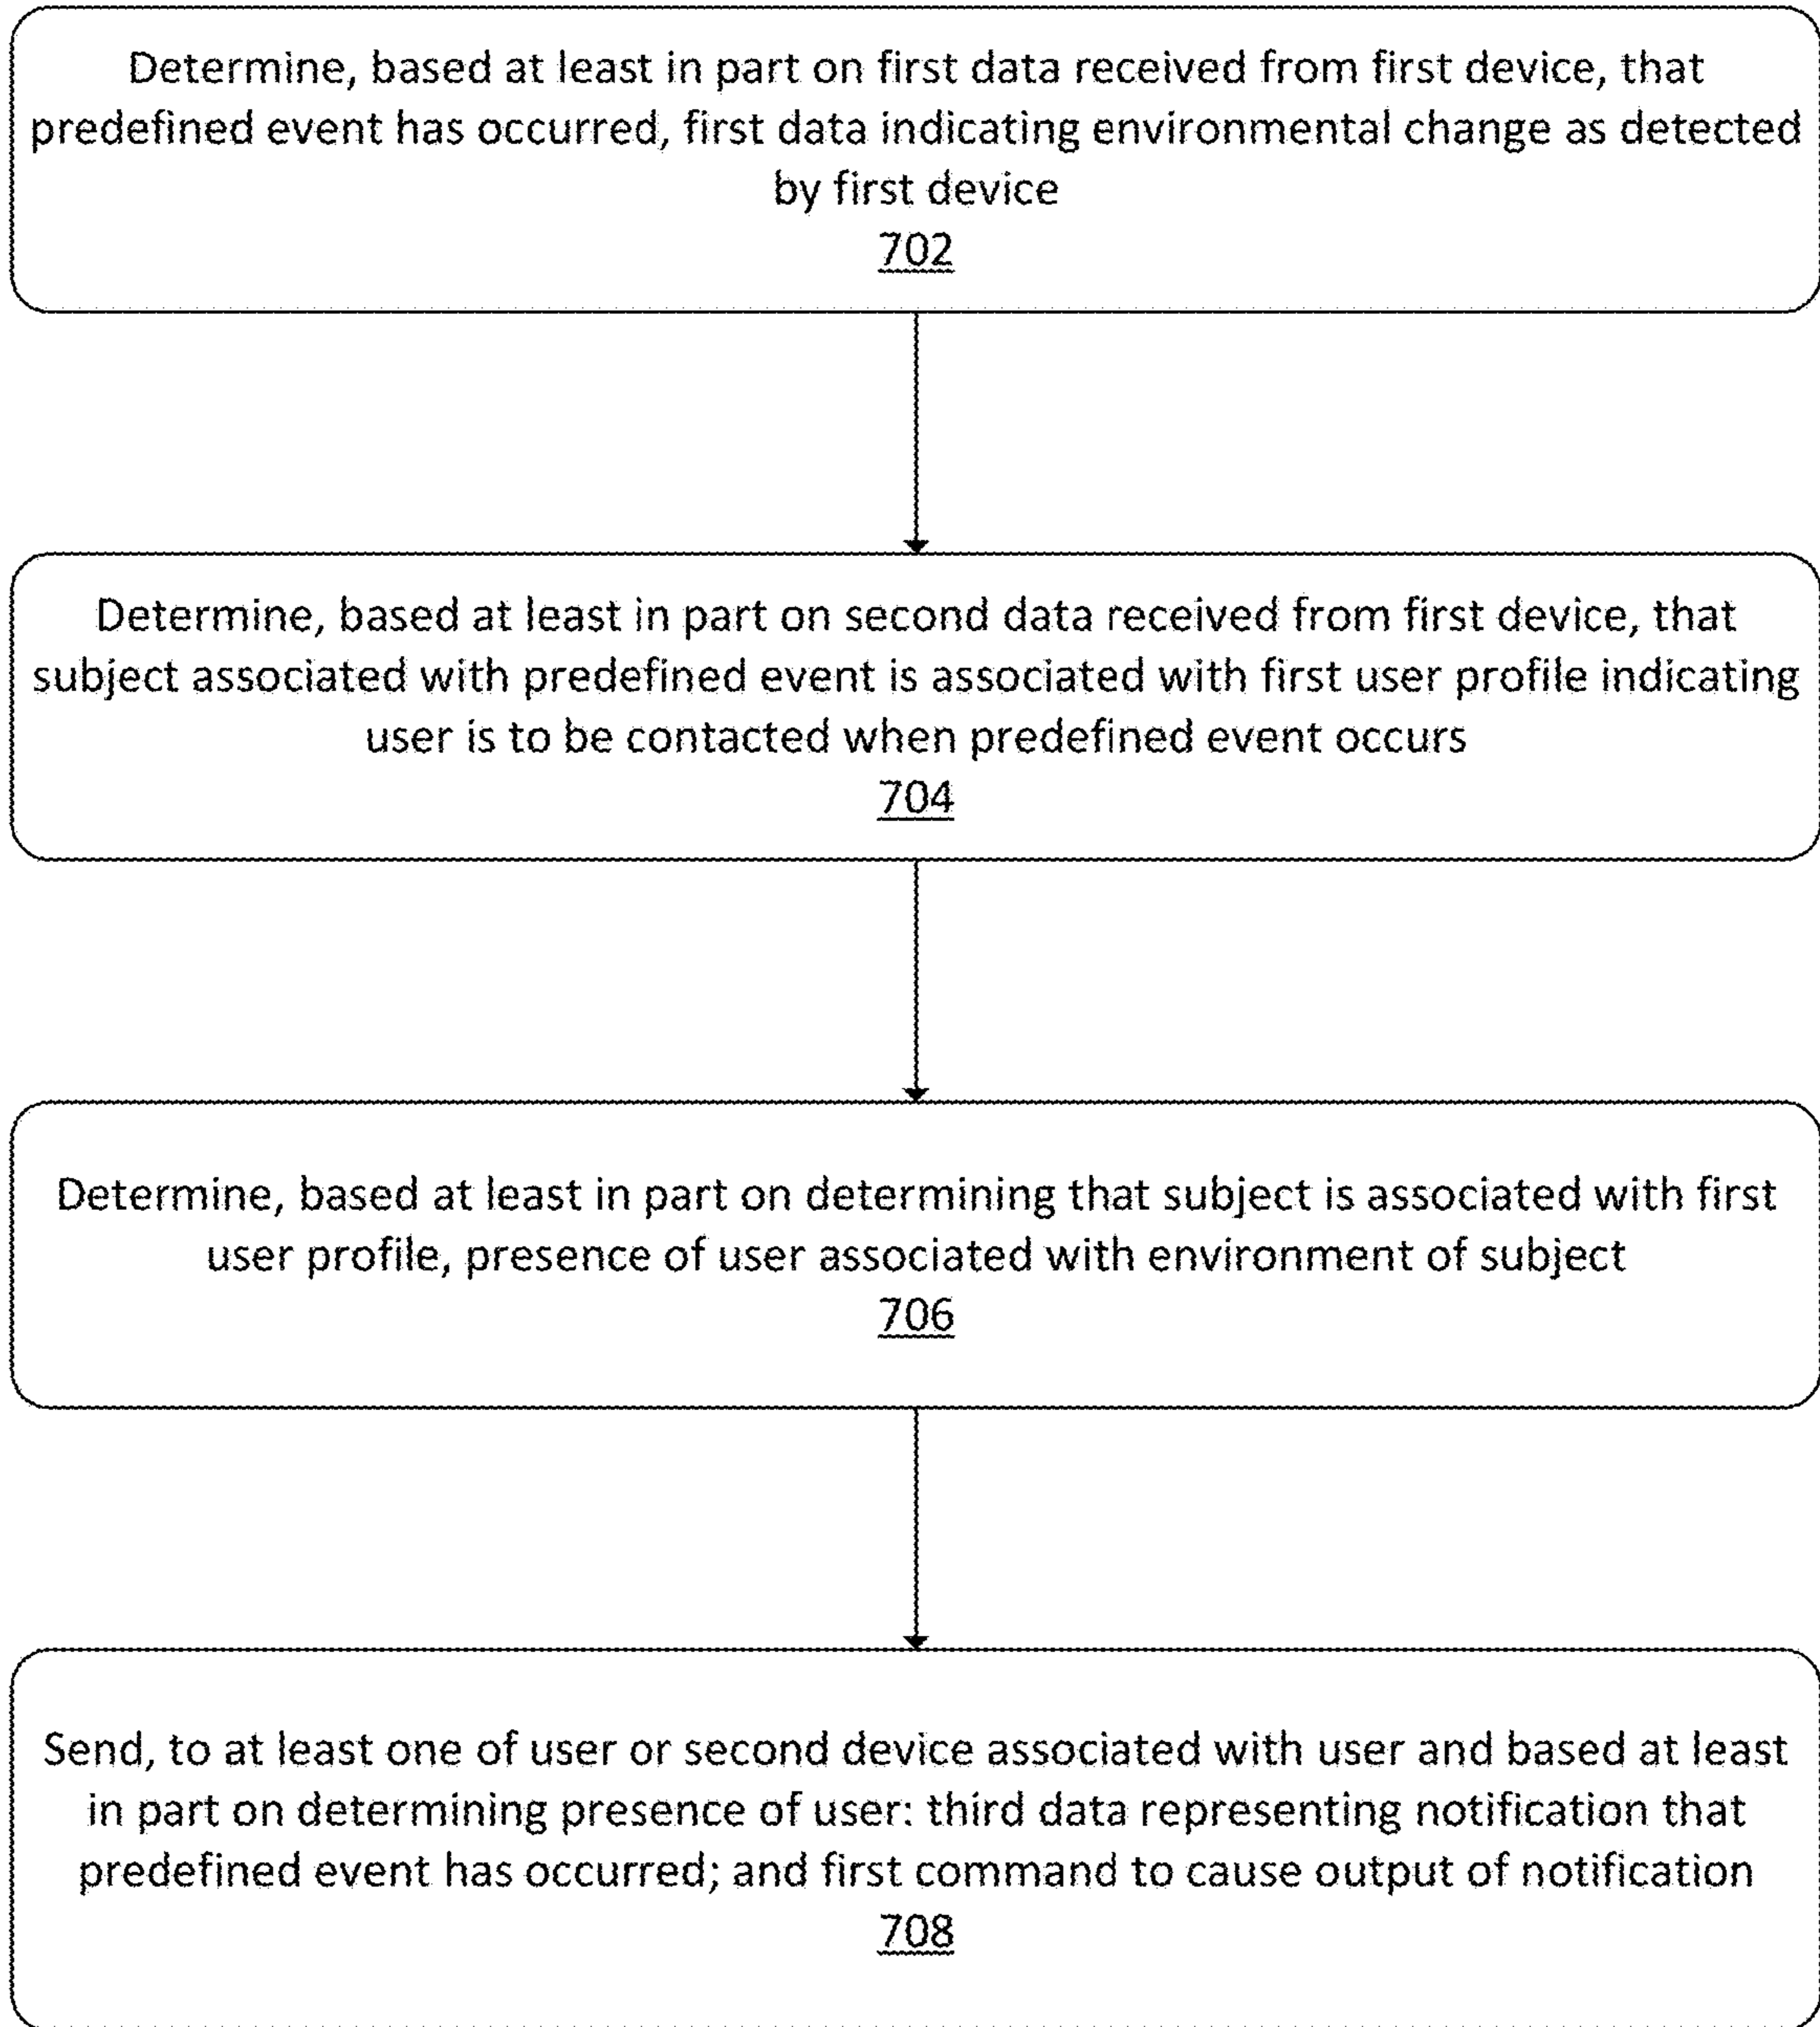 Determine, based at least in part on first data received from first device, that
predefined event has occurred, first data indicating environmental change as detected
by first device
702
Determine, based at least in part on second data received from first device, that
subject associated with predefined event is associated with first user profile indicating
user is to be contacted when predefined event occurs
704
Determine, based at least in part on determining that subject is associated with first
user profile, presence of user associated with environment of subject
706
Send, to at least one of user or second device associated with user and based at least
in part on determining presence of user: third data representing notification that
predefined event has occurred; and first command to cause output of notification
708